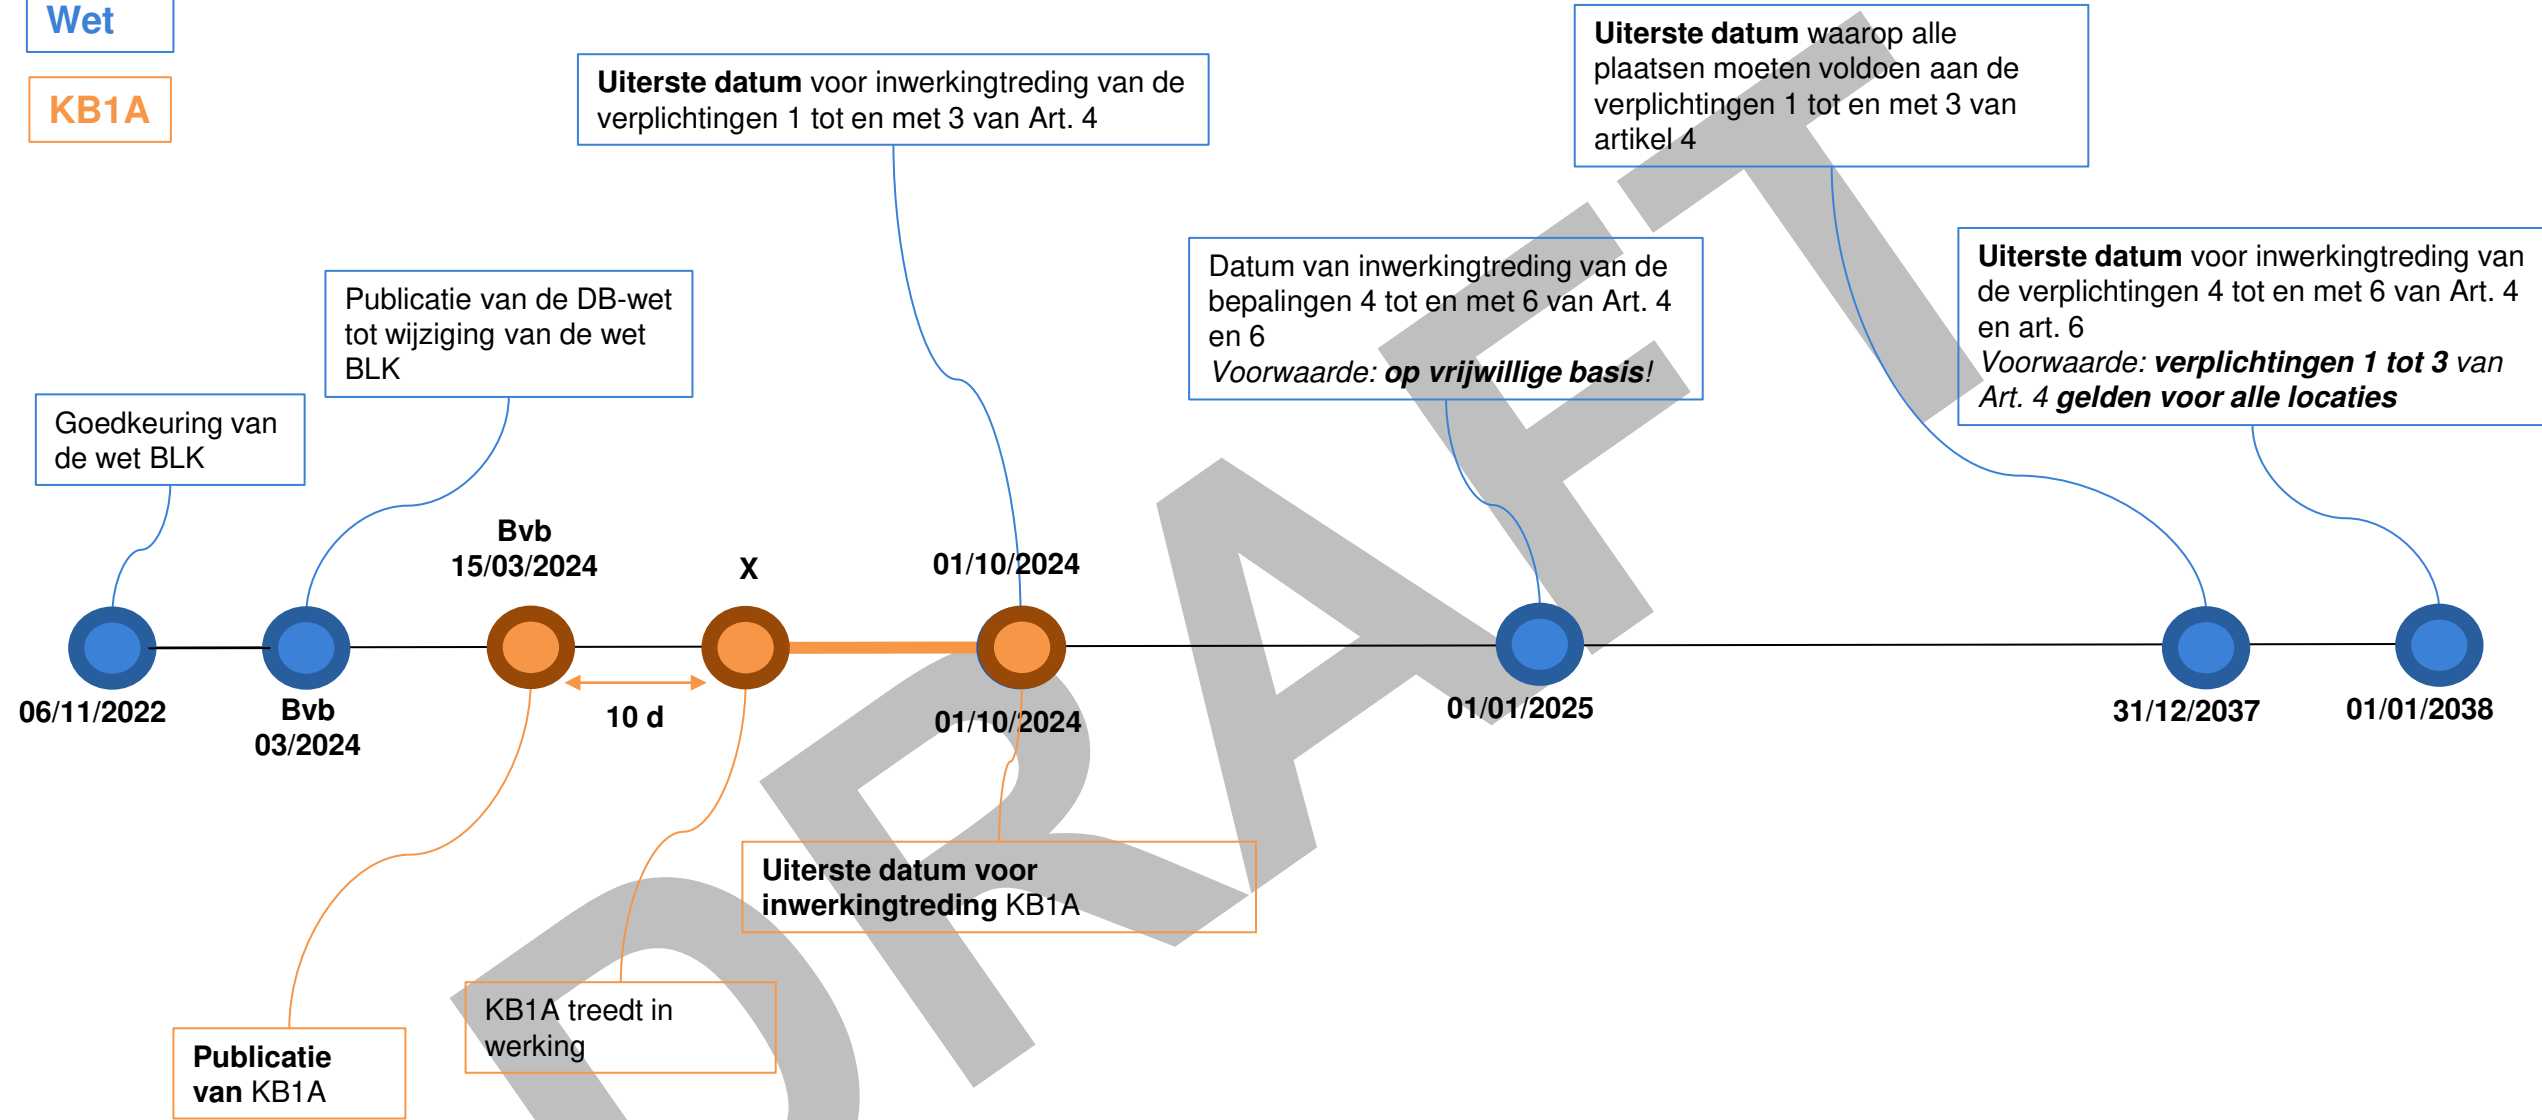 Wet
KB1A
Uiterste datum voor inwerkingtreding van de
verplichtingen 1 tot en met 3 van Art. 4
Uiterste datum waarop alle
plaatsen moeten voldoen aan de
verplichtingen 1 tot en met 3 van
artikel 4
Publicatie van de DB-wet
tot wijziging van de wet
BLK
Datum van inwerkingtreding van de
bepalingen 4 tot en met 6 van Art. 4
en 6
Voorwaarde: op vrijwillige basis!
Uiterste datum voor inwerkingtreding van
de verplichtingen 4 tot en met 6 van Art. 4
en art. 6
Voorwaarde: verplichtingen 1 tot 3 van
Art. 4 gelden voor alle locaties
Goedkeuring van
de wet BLK
Bvb
15/03/2024
X
01/10/2024
06/11/2022
Bvb
03/2024
10 d
01/10/2024
01/01/2025
31/12/2037
01/01/2038
Uiterste datum voor
inwerkingtreding KB1A
KB1A treedt in
werking
Publicatie
van KB1A
DRAFT